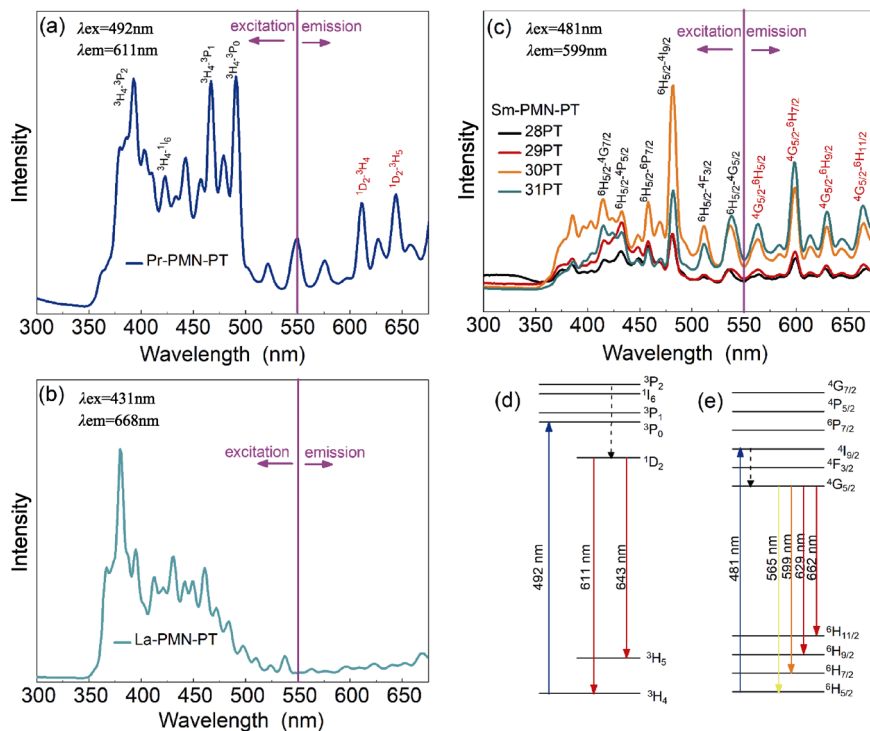 (a)
λex=492nm
λem=611nm
excitation
emission
³H₄-³P₂
³H₄-¹I₆
³H₄-³P₁
³H₄-³P₀
¹D₂-³H₄
¹D₂-³H₅
Pr-PMN-PT
Intensity
300 350 400 450 500 550 600 650
Wavelength (nm)
(b)
λex=431nm
λem=668nm
excitation
emission
La-PMN-PT
Intensity
300 350 400 450 500 550 600 650
Wavelength (nm)
(c)
λex=481nm
λem=599nm
excitation
emission
Sm-PMN-PT
28PT
29PT
30PT
31PT
⁶H5/2-⁴G7/2
⁶H5/2-⁴P5/2
⁶H5/2-⁶P7/2
⁶H5/2-⁴I9/2
⁶H5/2-⁴F3/2
⁶H5/2-⁴G5/2
⁴G5/2-⁶H5/2
⁴G5/2-⁶H7/2
⁴G5/2-⁶H9/2
⁴G5/2-⁶H11/2
Intensity
300 350 400 450 500 550 600 650
Wavelength (nm)
(d)
³P₂
¹I₆
³P₁
³P₀
¹D₂
492 nm
611 nm
643 nm
³H₅
³H₄
(e)
⁴G7/2
⁴P5/2
⁶P7/2
⁴I9/2
⁴F3/2
⁴G5/2
481 nm
565 nm
599 nm
629 nm
662 nm
⁶H11/2
⁶H9/2
⁶H7/2
⁶H5/2